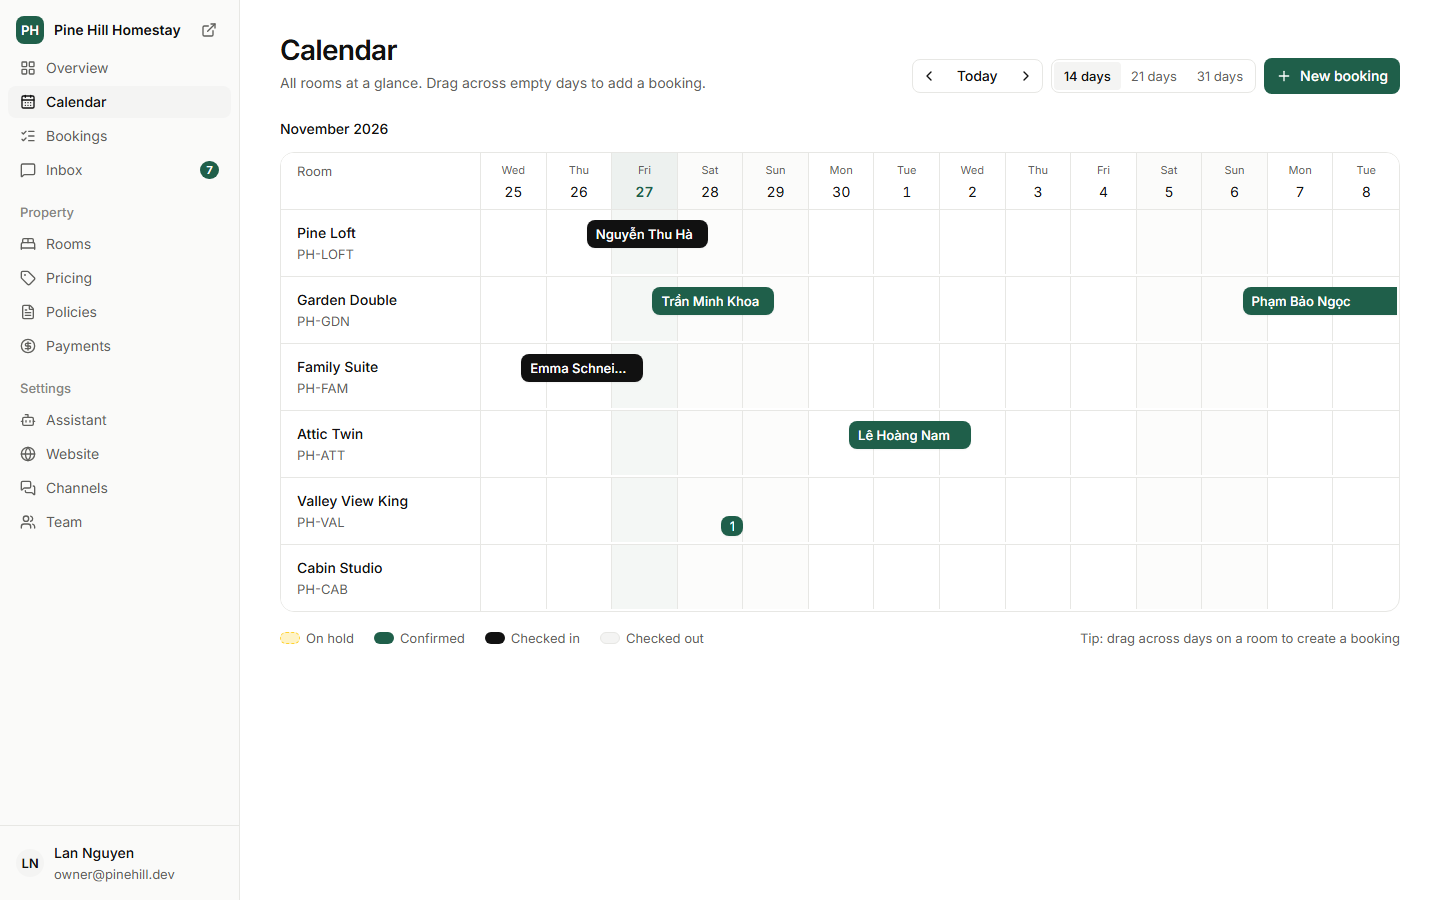 PH Pine Hill Homestay
Overview
Calendar
Bookings
Inbox 7
Property
Rooms
Pricing
Policies
Payments
Settings
Assistant
Website
Channels
Team
LN Lan Nguyen
owner@pinehill.dev
Calendar
All rooms at a glance. Drag across empty days to add a booking.
Today
14 days 21 days 31 days
New booking
November 2026
Room Wed Thu Fri Sat Sun Mon Tue Wed Thu Fri Sat Sun Mon Tue
25 26 27 28 29 30 1 2 3 4 5 6 7 8
Pine Loft Nguyễn Thu Hà
PH-LOFT
Garden Double Trần Minh Khoa Phạm Bảo Ngọc
PH-GDN
Family Suite Emma Schnei...
PH-FAM
Attic Twin Lê Hoàng Nam
PH-ATT
Valley View King
PH-VAL 1
Cabin Studio
PH-CAB
On hold Confirmed Checked in Checked out Tip: drag across days on a room to create a booking